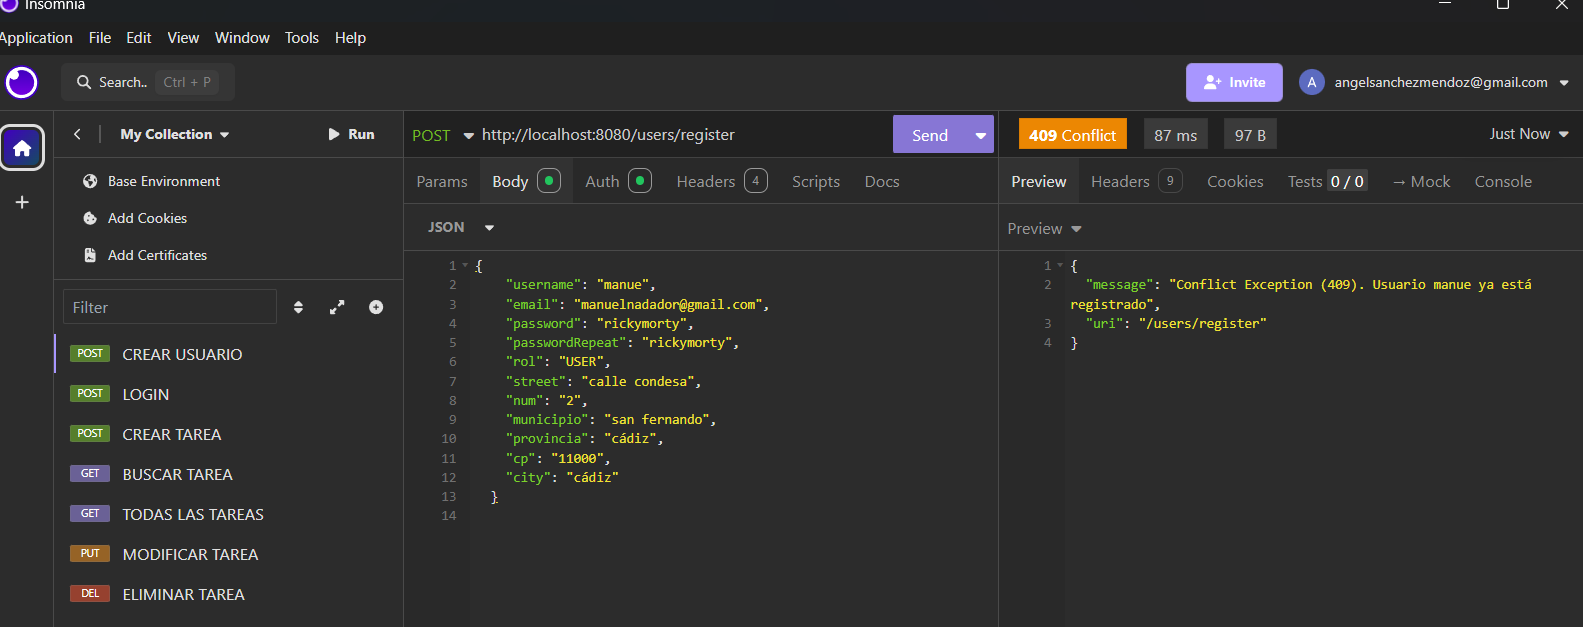 Insomnia
Application File Edit View Window Tools Help
Search.. Ctrl + P
Invite
A angelsanchezmendoz@gmail.com
My Collection Run
POST http://localhost:8080/users/register Send
409 Conflict 87 ms 97 B Just Now
Base Environment
Add Cookies
Add Certificates
Filter
POST CREAR USUARIO
POST LOGIN
POST CREAR TAREA
GET BUSCAR TAREA
GET TODAS LAS TAREAS
PUT MODIFICAR TAREA
DEL ELIMINAR TAREA
Params Body Auth Headers 4 Scripts Docs
JSON
1 {
2 "username": "manue",
3 "email": "manuelnadador@gmail.com",
4 "password": "rickymorty",
5 "passwordRepeat": "rickymorty",
6 "rol": "USER",
7 "street": "calle condesa",
8 "num": "2",
9 "municipio": "san fernando",
10 "provincia": "cádiz",
11 "cp": "11000",
12 "city": "cádiz"
13 }
14
Preview Headers 9 Cookies Tests 0 / 0 → Mock Console
Preview
1 {
2 "message": "Conflict Exception (409). Usuario manue ya está
registrado",
3 "uri": "/users/register"
4 }